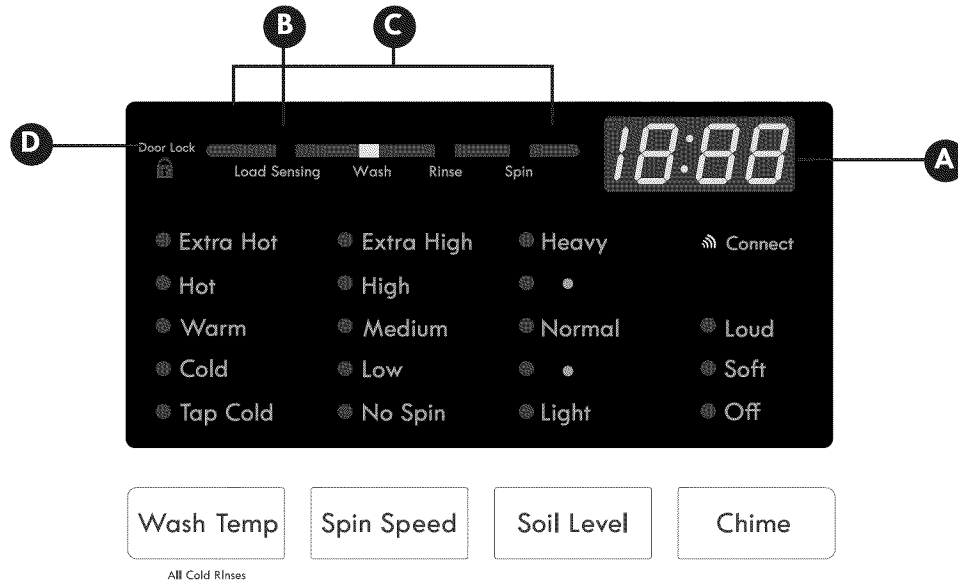 B C
D
Door Lock
18:88
A
Load Sensing Wash Rinse Spin
Extra Hot Extra High Heavy Connect
Hot High
Warm Medium Normal Loud
Cold Low Soft
Tap Cold No Spin Light Off
Wash Temp Spin Speed Soil Level Chime
All Cold RInses